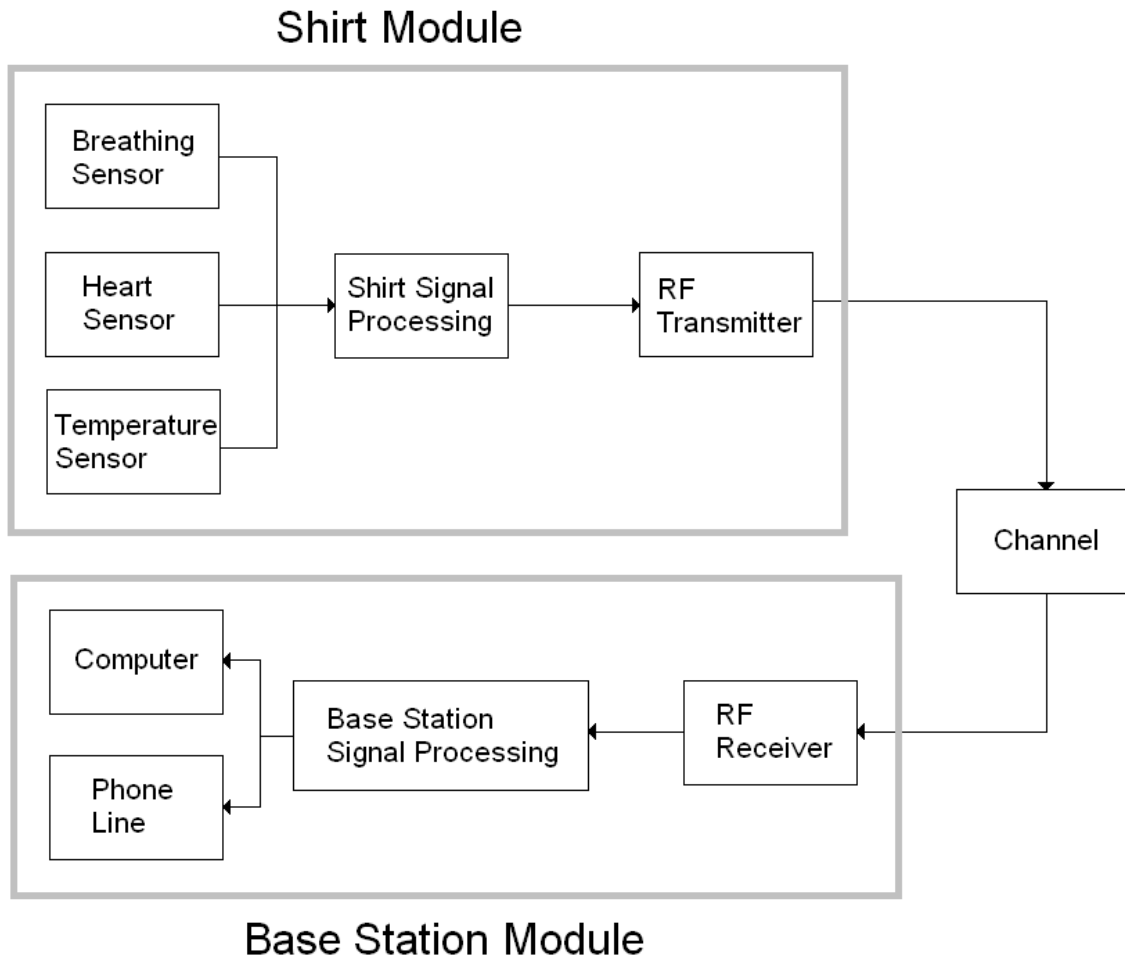 Shirt Module
Breathing
Sensor
Heart
Sensor
Temperature
Sensor
Shirt Signal
Processing
RF
Transmitter
Channel
Computer
Phone
Line
Base Station
Signal Processing
RF
Receiver
Base Station Module